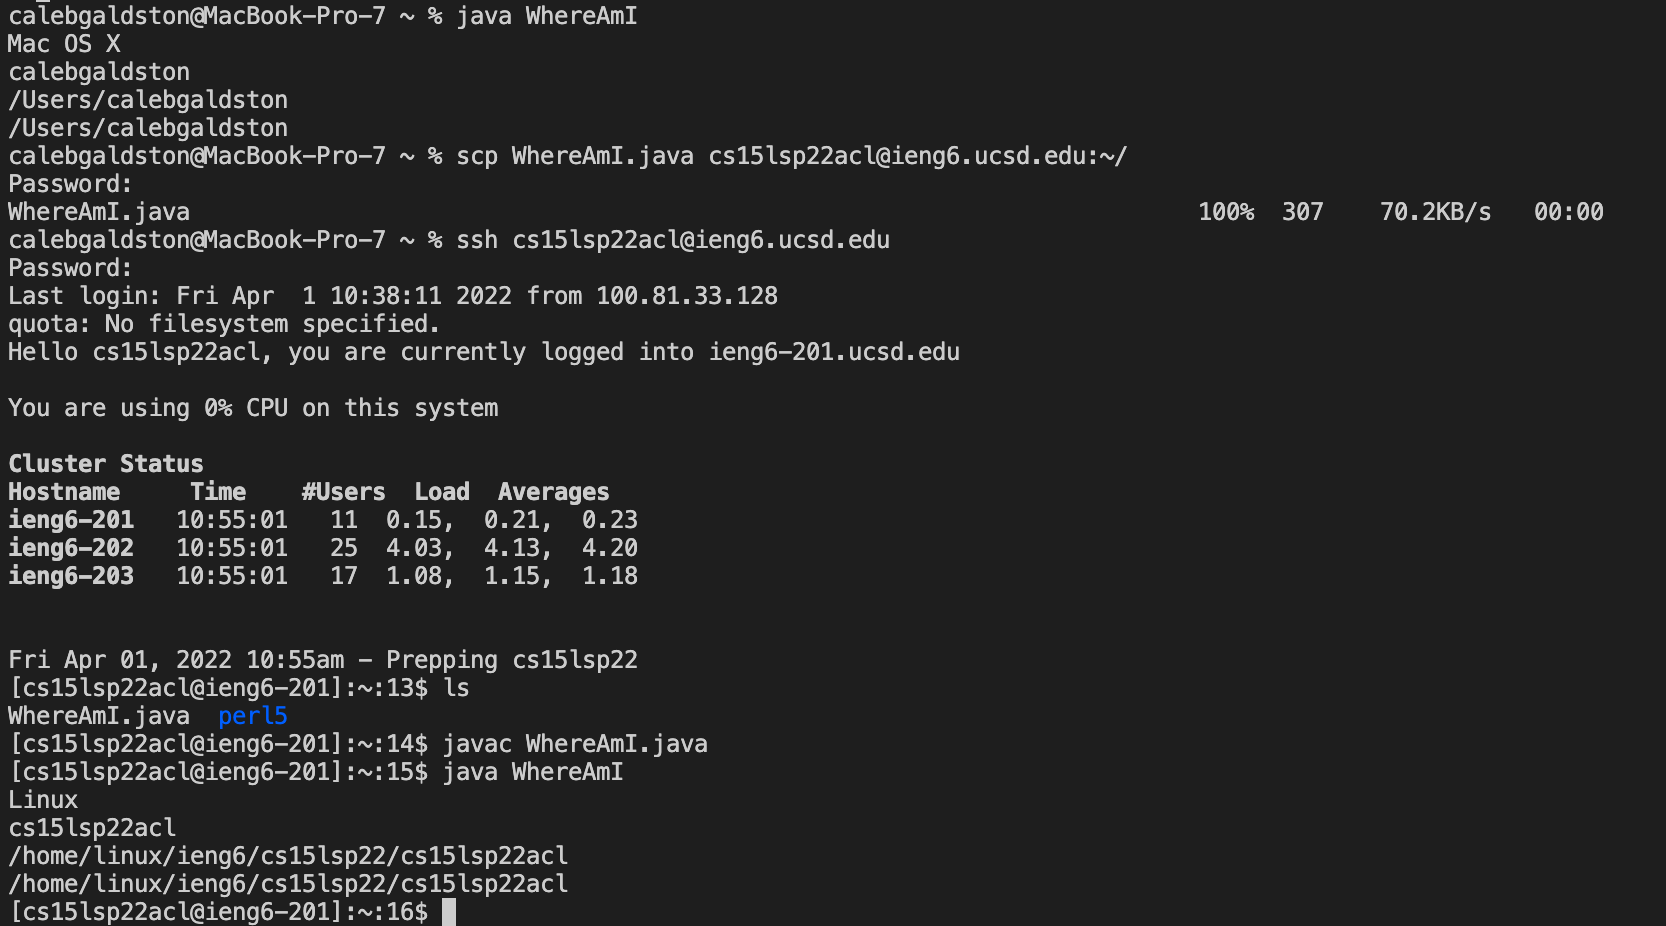 calebgaldston@MacBook-Pro-7 ~ % java WhereAmI
Mac OS X
calebgaldston
/Users/calebgaldston
/Users/calebgaldston
calebgaldston@MacBook-Pro-7 ~ % scp WhereAmI.java cs15lsp22acl@ieng6.ucsd.edu:~/
Password:
WhereAmI.java 100% 307 70.2KB/s 00:00
calebgaldston@MacBook-Pro-7 ~ % ssh cs15lsp22acl@ieng6.ucsd.edu
Password:
Last login: Fri Apr  1 10:38:11 2022 from 100.81.33.128
quota: No filesystem specified.
Hello cs15lsp22acl, you are currently logged into ieng6-201.ucsd.edu
You are using 0% CPU on this system
Cluster Status
Hostname     Time    #Users  Load  Averages
ieng6-201   10:55:01   11  0.15,  0.21,  0.23
ieng6-202   10:55:01   25  4.03,  4.13,  4.20
ieng6-203   10:55:01   17  1.08,  1.15,  1.18
Fri Apr 01, 2022 10:55am - Prepping cs15lsp22
[cs15lsp22acl@ieng6-201]:~:13$ ls
WhereAmI.java  perl5
[cs15lsp22acl@ieng6-201]:~:14$ javac WhereAmI.java
[cs15lsp22acl@ieng6-201]:~:15$ java WhereAmI
Linux
cs15lsp22acl
/home/linux/ieng6/cs15lsp22/cs15lsp22acl
/home/linux/ieng6/cs15lsp22/cs15lsp22acl
[cs15lsp22acl@ieng6-201]:~:16$